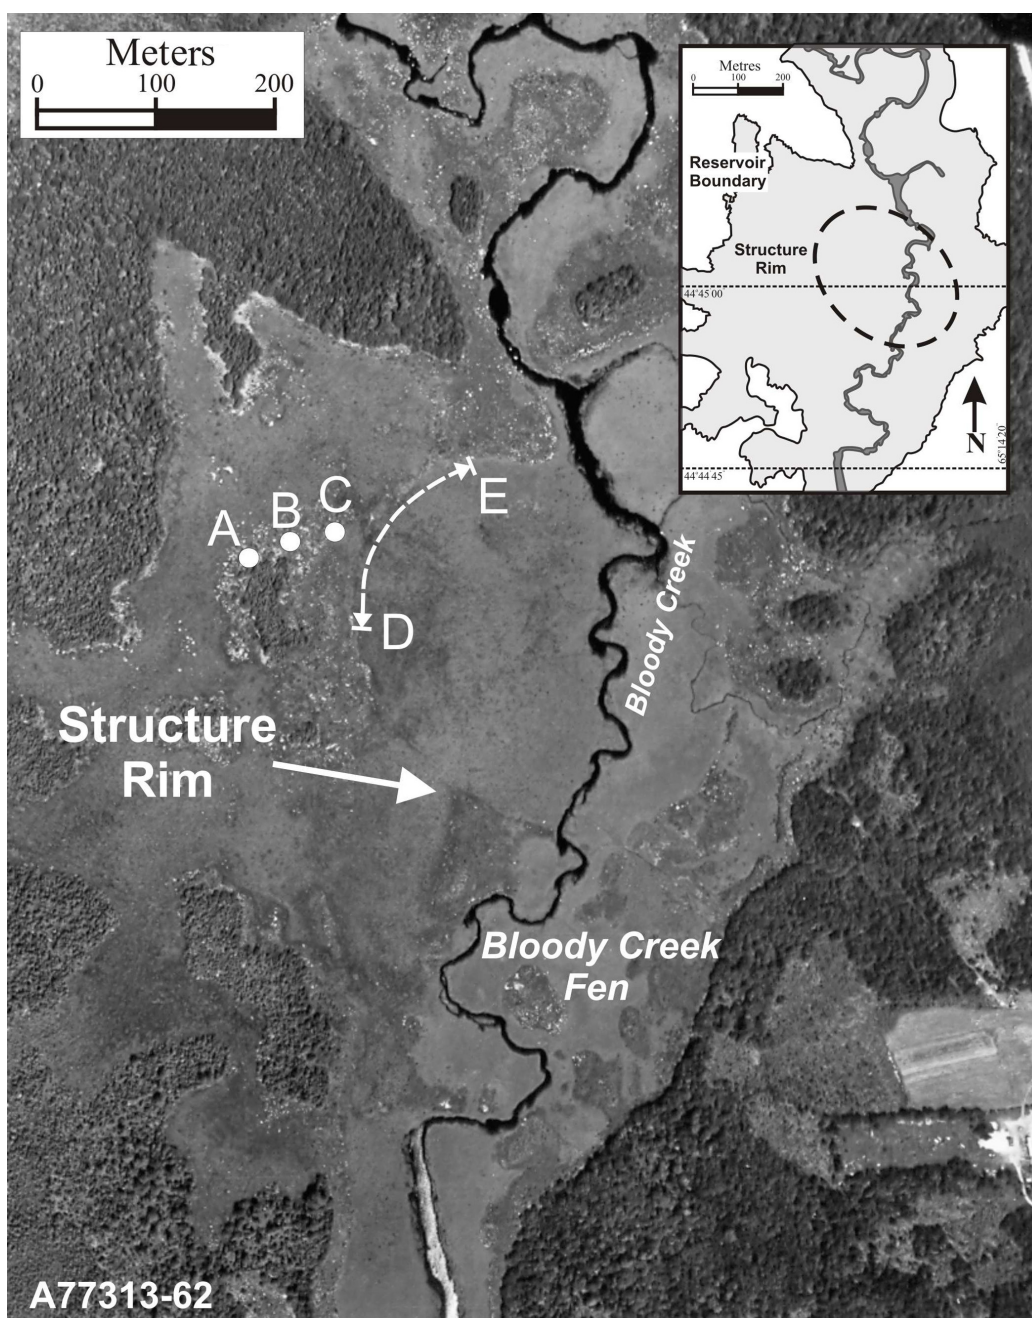 Meters
0 100 200
Metres
0 100 200
Reservoir
Boundary
Structure
Rim
44°45 00
N
65°14 20
44°44 45
A
B
C
E
D
Bloody Creek
Structure
Rim
Bloody Creek
Fen
A77313-62